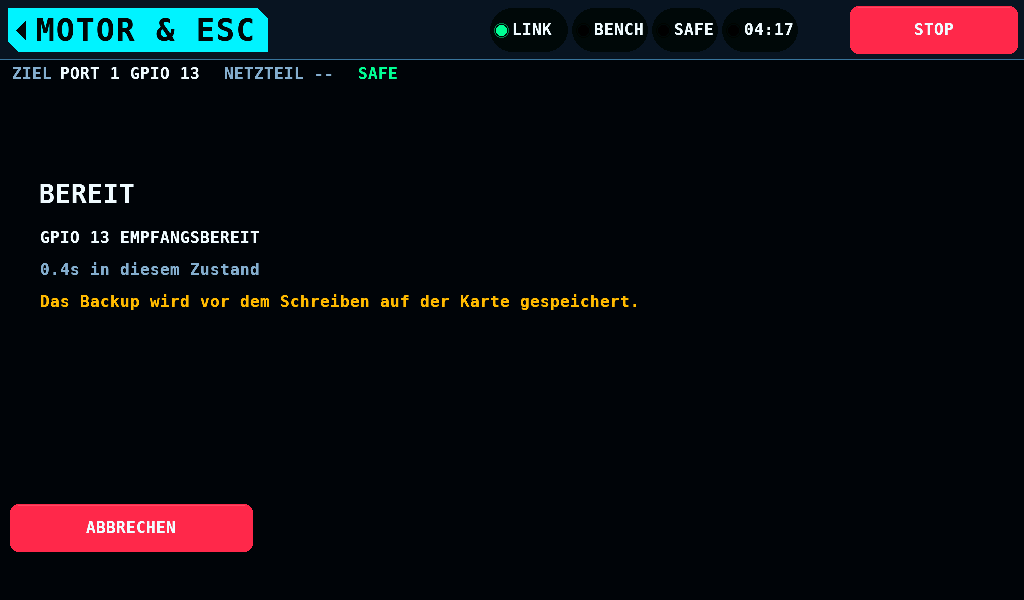 MOTOR & ESC
LINK BENCH SAFE 04:17 STOP
ZIEL PORT 1 GPIO 13 NETZTEIL -- SAFE
BEREIT
GPIO 13 EMPFANGSBEREIT
0.4s in diesem Zustand
Das Backup wird vor dem Schreiben auf der Karte gespeichert.
ABBRECHEN